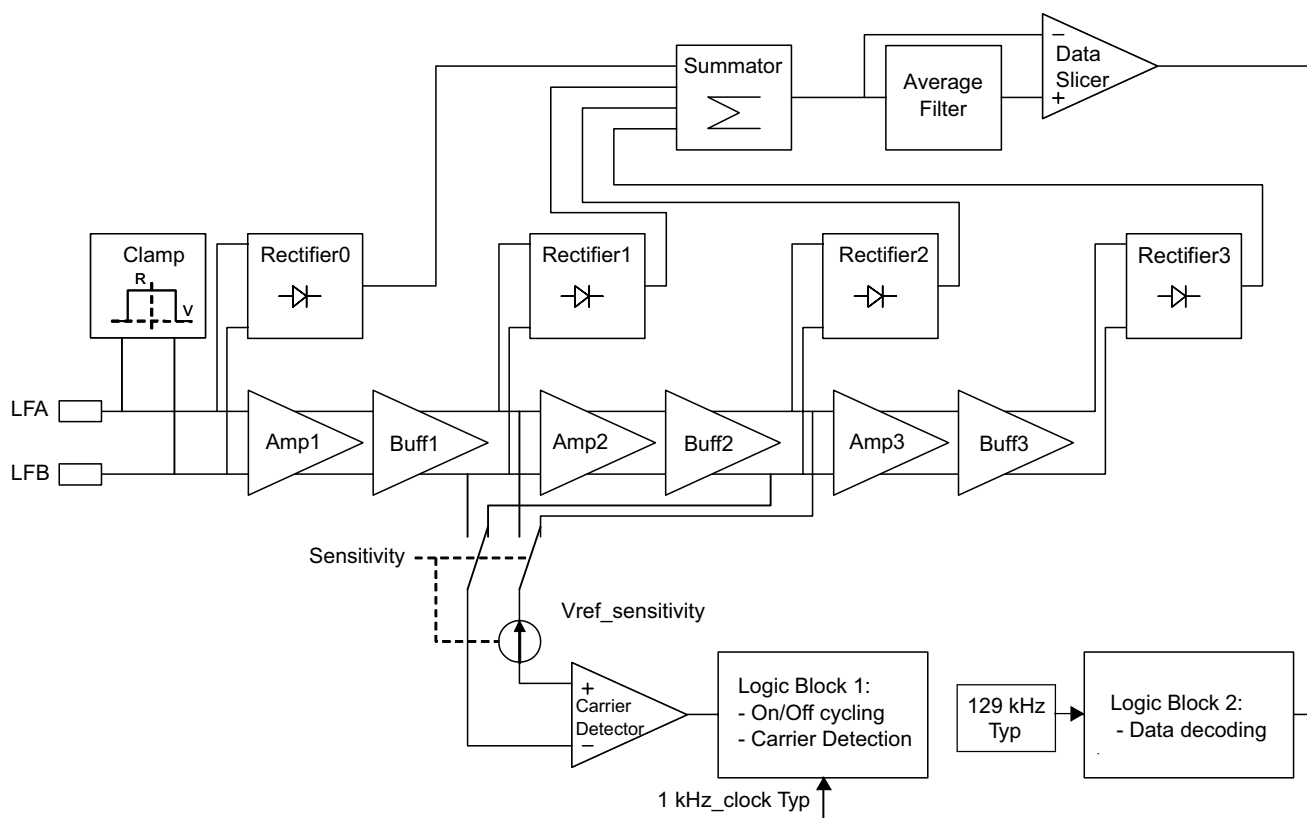 Summator
Σ
Average
Filter
−
Data
Slicer
+
Clamp
R
V
Rectifier0
Rectifier1
Rectifier2
Rectifier3
LFA
LFB
Amp1
Buff1
Amp2
Buff2
Amp3
Buff3
Sensitivity
Vref_sensitivity
+
Carrier
Detector
−
Logic Block 1:
- On/Off cycling
- Carrier Detection
129 kHz
Typ
Logic Block 2:
- Data decoding
1 kHz_clock Typ